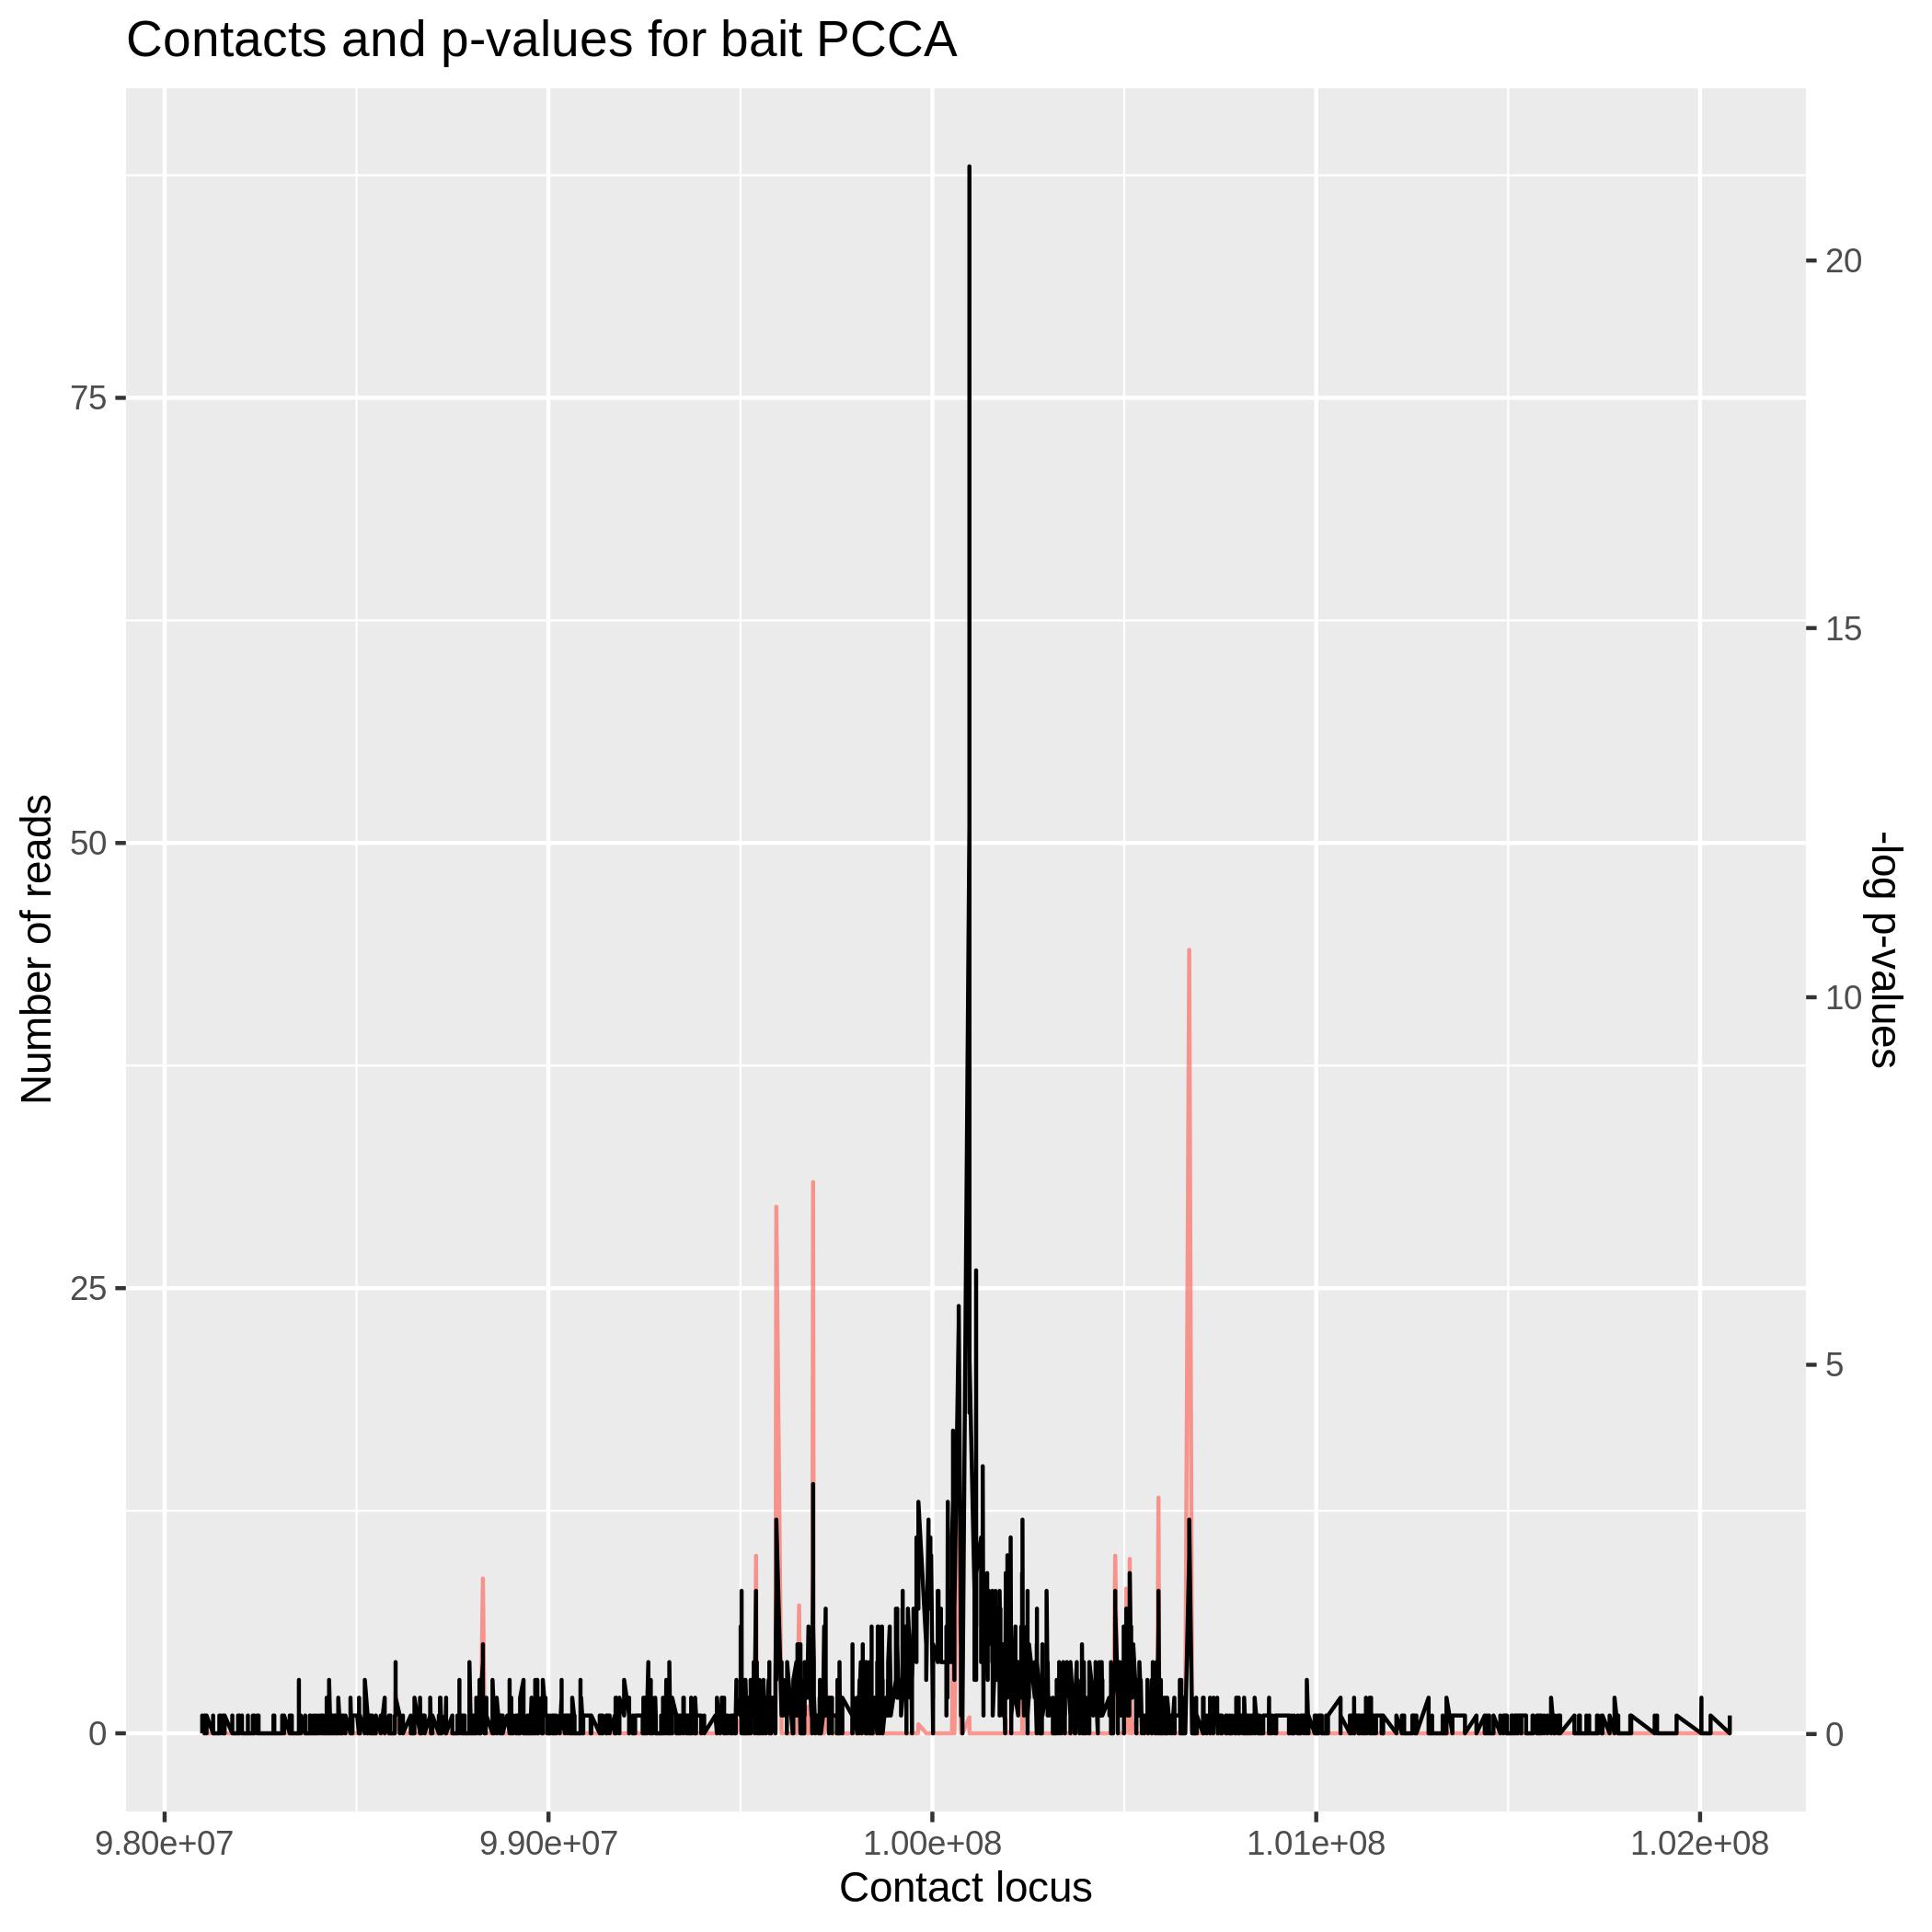 Contacts and p-values for bait PCCA
Number of reads
75
50
25
0
20
15
10
5
0
-log p-values
9.80e+07
9.90e+07
1.00e+08
1.01e+08
1.02e+08
Contact locus